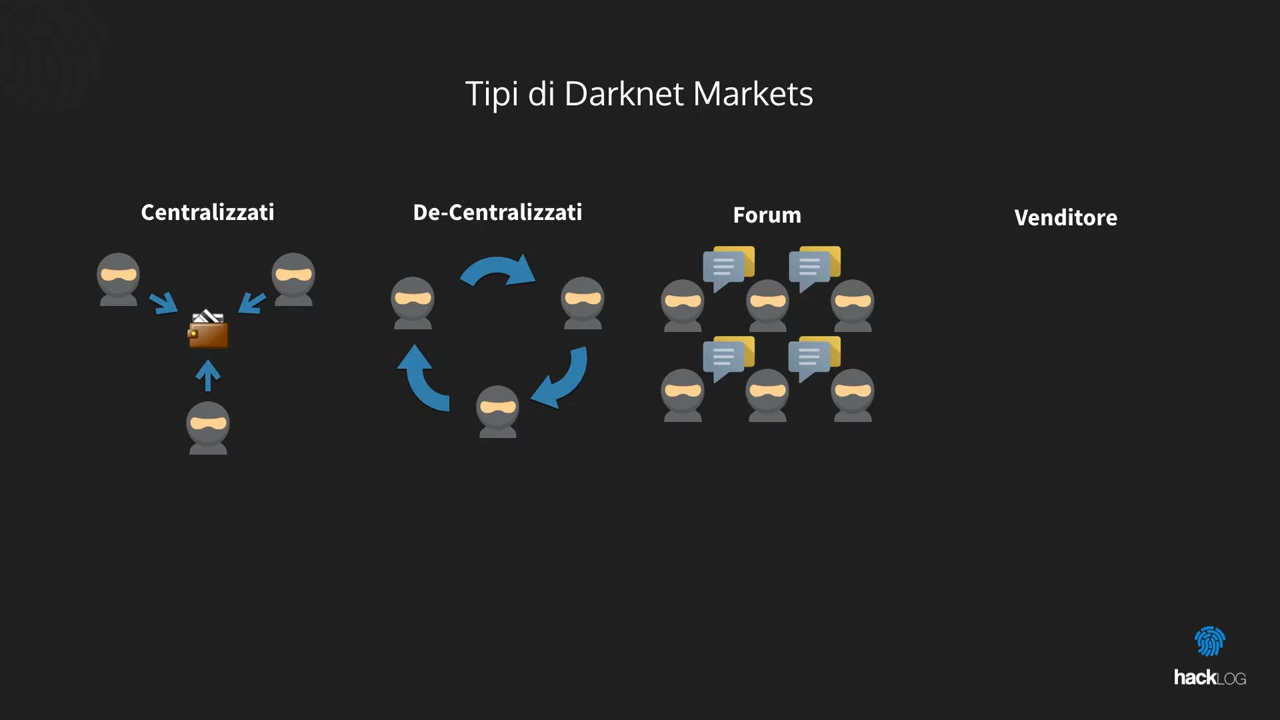 Tipi di Darknet Markets
Centralizzati
De-Centralizzati
Forum
Venditore
hackLOG